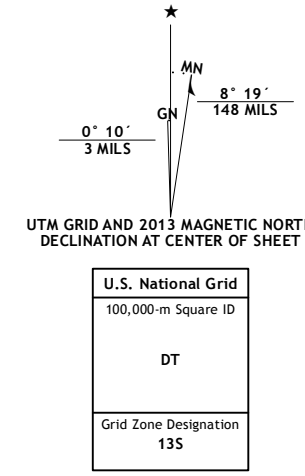 ★
MN
GN
8° 19´
148 MILS
0° 10´
3 MILS
UTM GRID AND 2013 MAGNETIC NORT
DECLINATION AT CENTER OF SHEET
U.S. National Grid
100,000-m Square ID
DT
Grid Zone Designation
13S